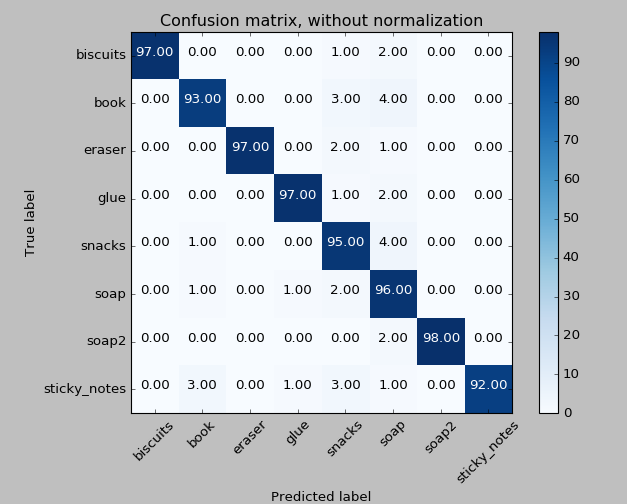 Confusion matrix, without normalization
biscuits 97.00 0.00 0.00 0.00 1.00 2.00 0.00 0.00
book 0.00 93.00 0.00 0.00 3.00 4.00 0.00 0.00
eraser 0.00 0.00 97.00 0.00 2.00 1.00 0.00 0.00
glue 0.00 0.00 0.00 97.00 1.00 2.00 0.00 0.00
snacks 0.00 1.00 0.00 0.00 95.00 4.00 0.00 0.00
soap 0.00 1.00 0.00 1.00 2.00 96.00 0.00 0.00
soap2 0.00 0.00 0.00 0.00 0.00 2.00 98.00 0.00
sticky_notes 0.00 3.00 0.00 1.00 3.00 1.00 0.00 92.00
biscuits book eraser glue snacks soap soap2 sticky_notes
True label
Predicted label
90
80
70
60
50
40
30
20
10
0